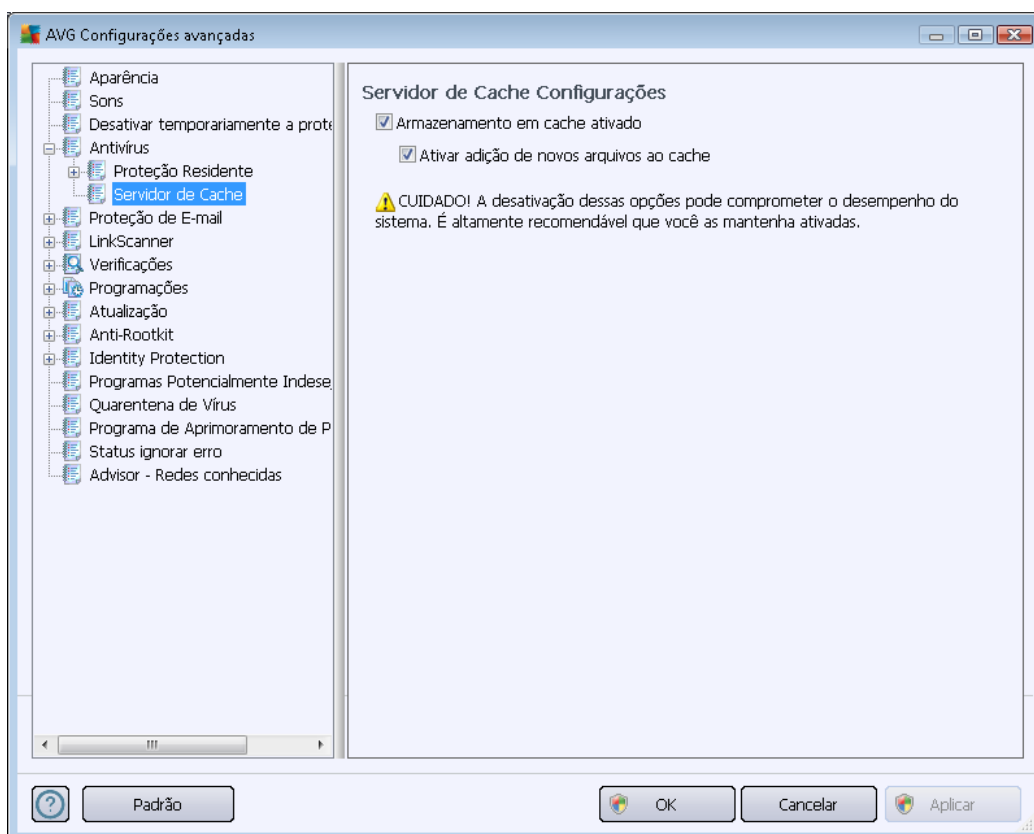 AVG Configurações avançadas
Aparência
Sons
Desativar temporariamente a prote
Antivírus
Proteção Residente
Servidor de Cache
Proteção de E-mail
LinkScanner
Verificações
Programações
Atualização
Anti-Rootkit
Identity Protection
Programas Potencialmente Indese
Quarentena de Vírus
Programa de Aprimoramento de P
Status ignorar erro
Advisor - Redes conhecidas
Servidor de Cache Configurações
Armazenamento em cache ativado
Ativar adição de novos arquivos ao cache
CUIDADO! A desativação dessas opções pode comprometer o desempenho do
sistema. É altamente recomendável que você as mantenha ativadas.
Padrão
OK
Cancelar
Aplicar